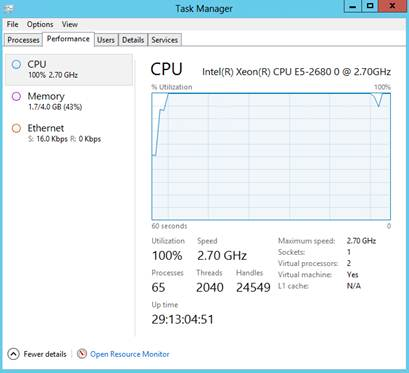 Task Manager
File Options View
Processes Performance Users Details Services
CPU
100% 2.70 GHz
Memory
1.7/4.0 GB (43%)
Ethernet
S: 16.0 Kbps R: 0 Kbps
CPU Intel(R) Xeon(R) CPU E5-2680 0 @ 2.70GHz
% Utilization 100%
60 seconds 0
Utilization Speed
100% 2.70 GHz
Processes Threads Handles
65 2040 24549
Up time
29:13:04:51
Maximum speed: 2.70 GHz
Sockets: 1
Virtual processors: 2
Virtual machine: Yes
L1 cache: N/A
Fewer details Open Resource Monitor